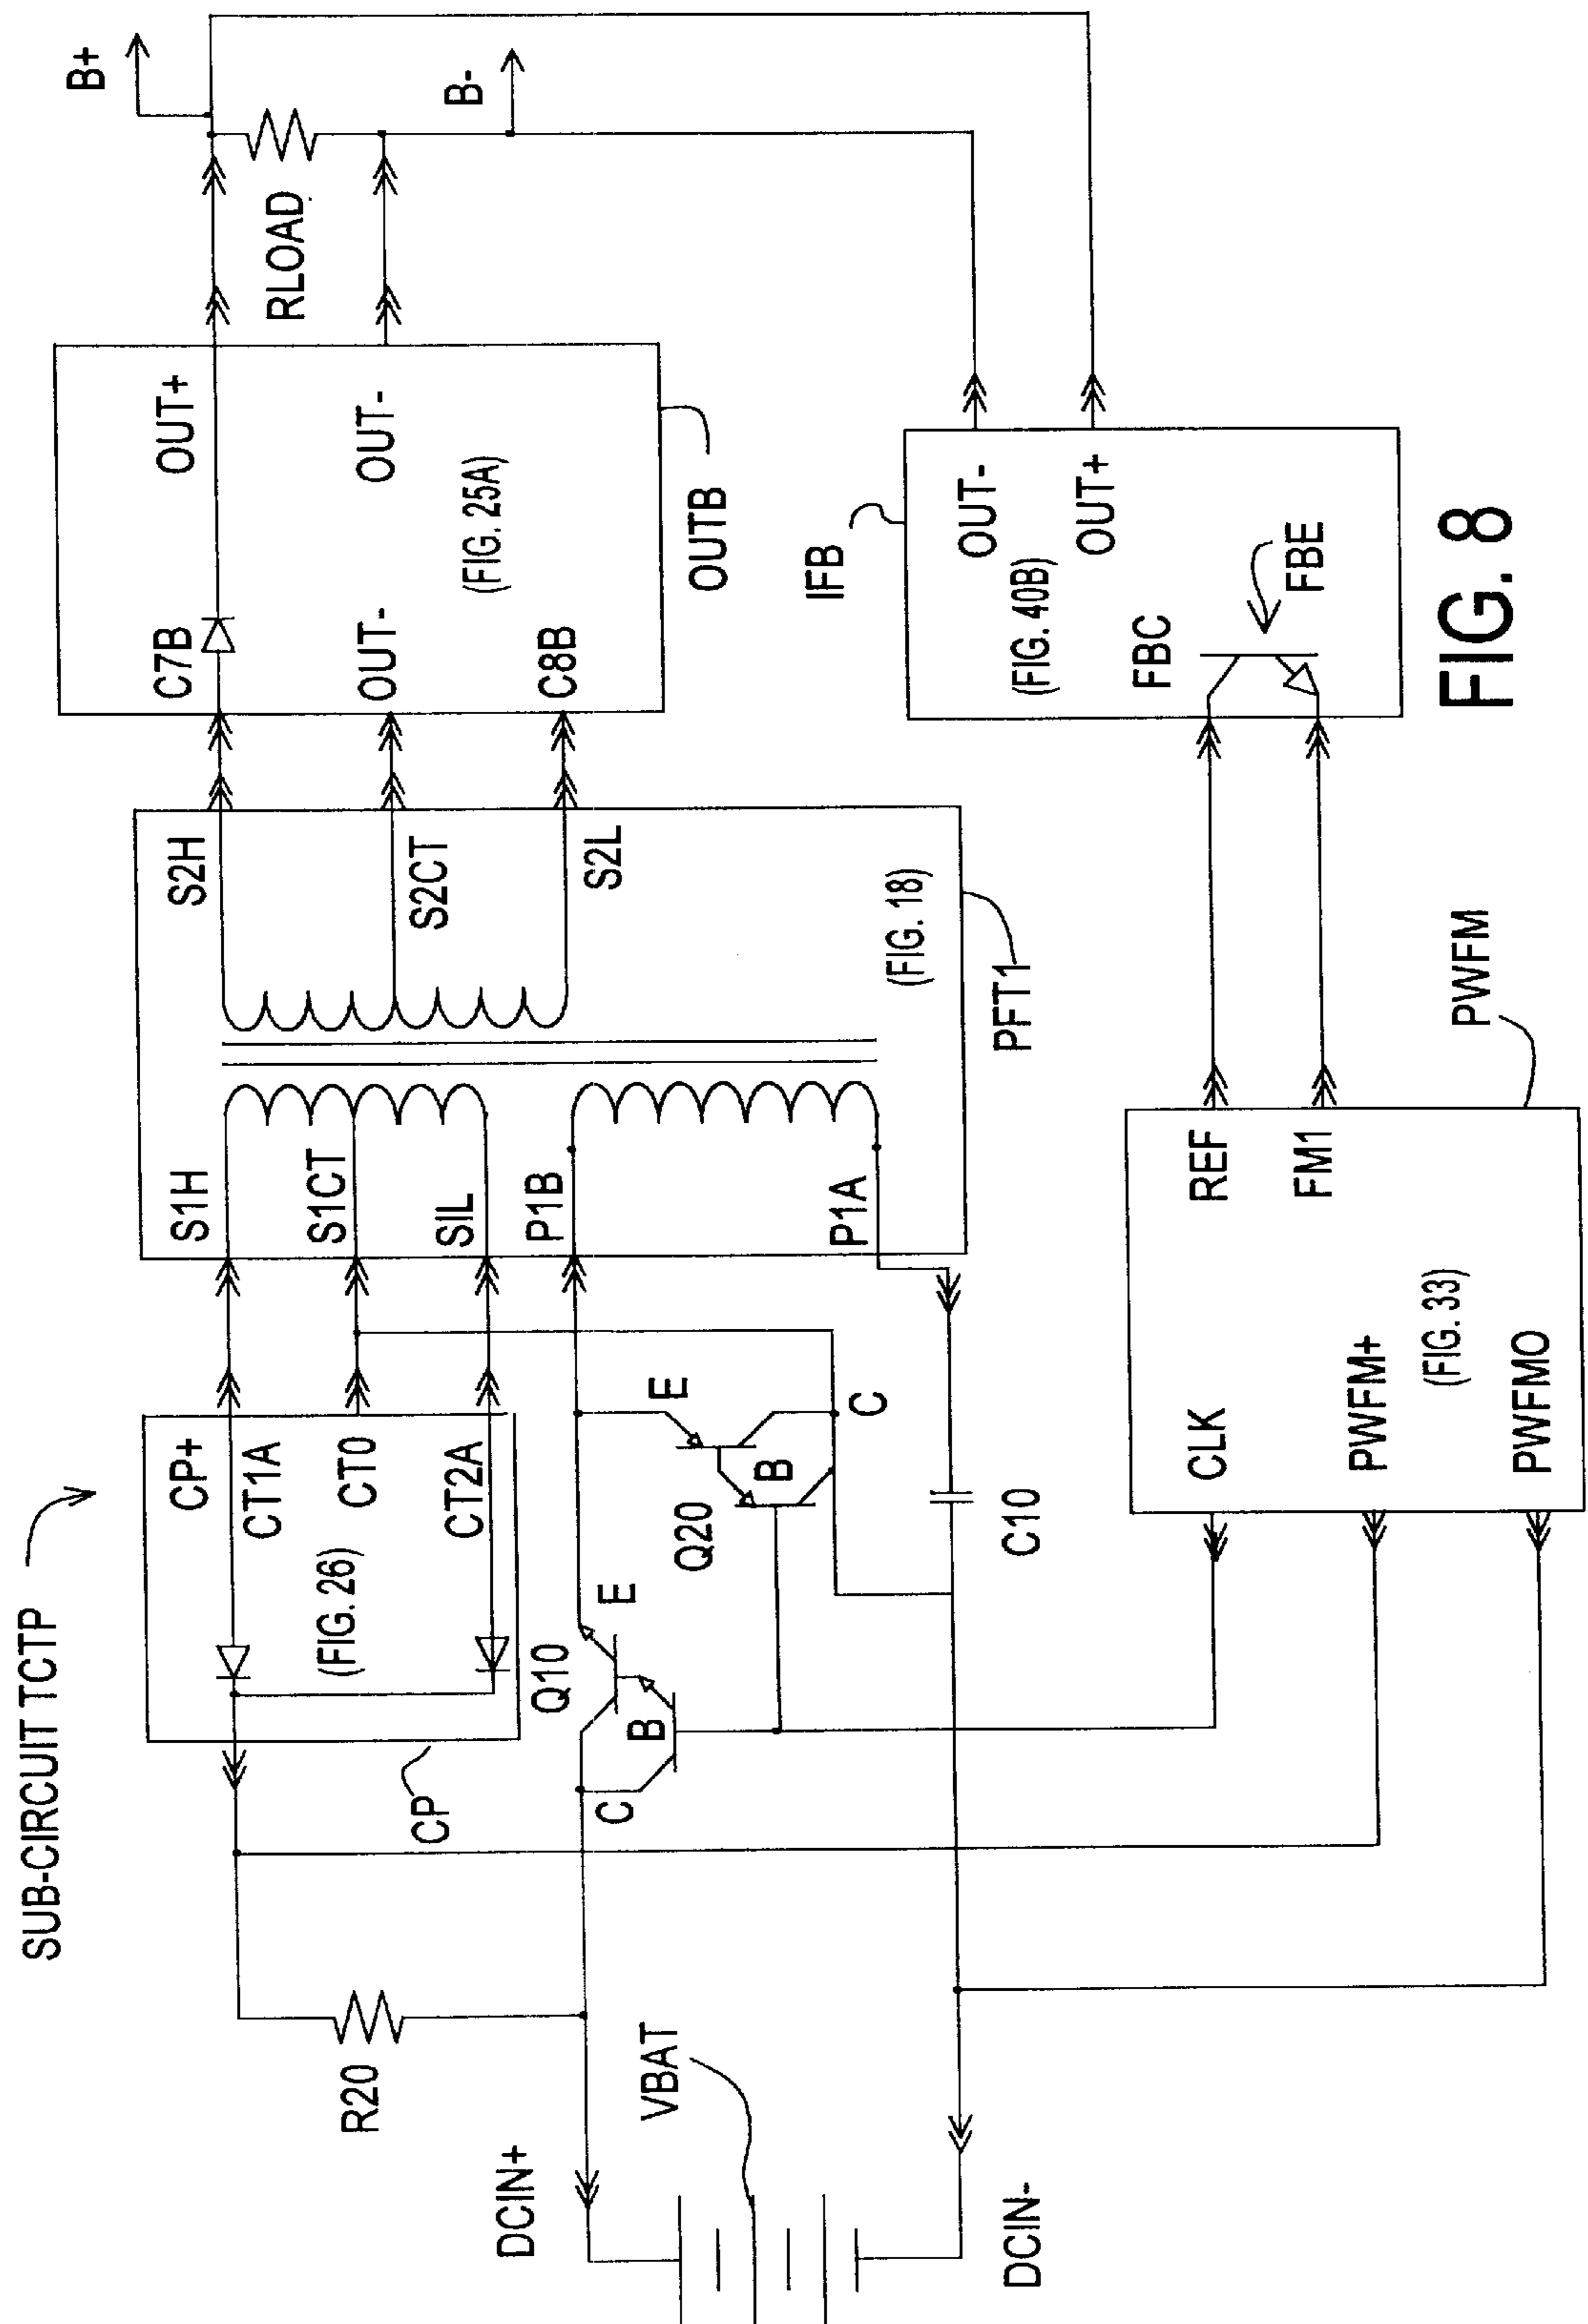 SUB-CIRCUIT TCTP
B+
B-
RLOAD
C7B
OUT+
OUT-
OUT-
C8B
(FIG. 25A)
OUTB
S1H
S1CT
SIL
P1B
P1A
S2H
S2CT
S2L
(FIG. 18)
PFT1
CP+
CT1A
CT0
CT2A
(FIG. 26)
CP
R20
Q10
C
B
E
Q20
E
B
C
C10
DCIN+
VBAT
DCIN-
CLK
PWFM+
PWFMO
(FIG. 33)
REF
FM1
PWFM
IFB
OUT-
(FIG. 40B)
OUT+
FBC
FBE
FIG. 8